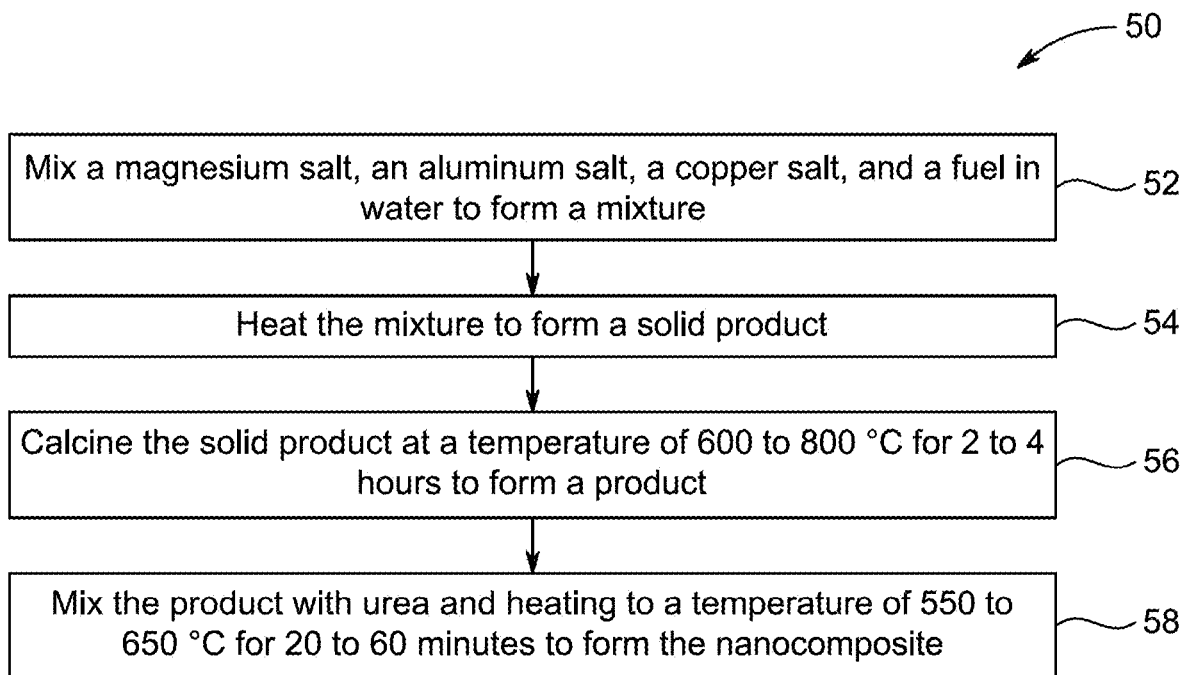 50
Mix a magnesium salt, an aluminum salt, a copper salt, and a fuel in
water to form a mixture
52
Heat the mixture to form a solid product
54
Calcine the solid product at a temperature of 600 to 800 °C for 2 to 4
hours to form a product
56
Mix the product with urea and heating to a temperature of 550 to
650 °C for 20 to 60 minutes to form the nanocomposite
58